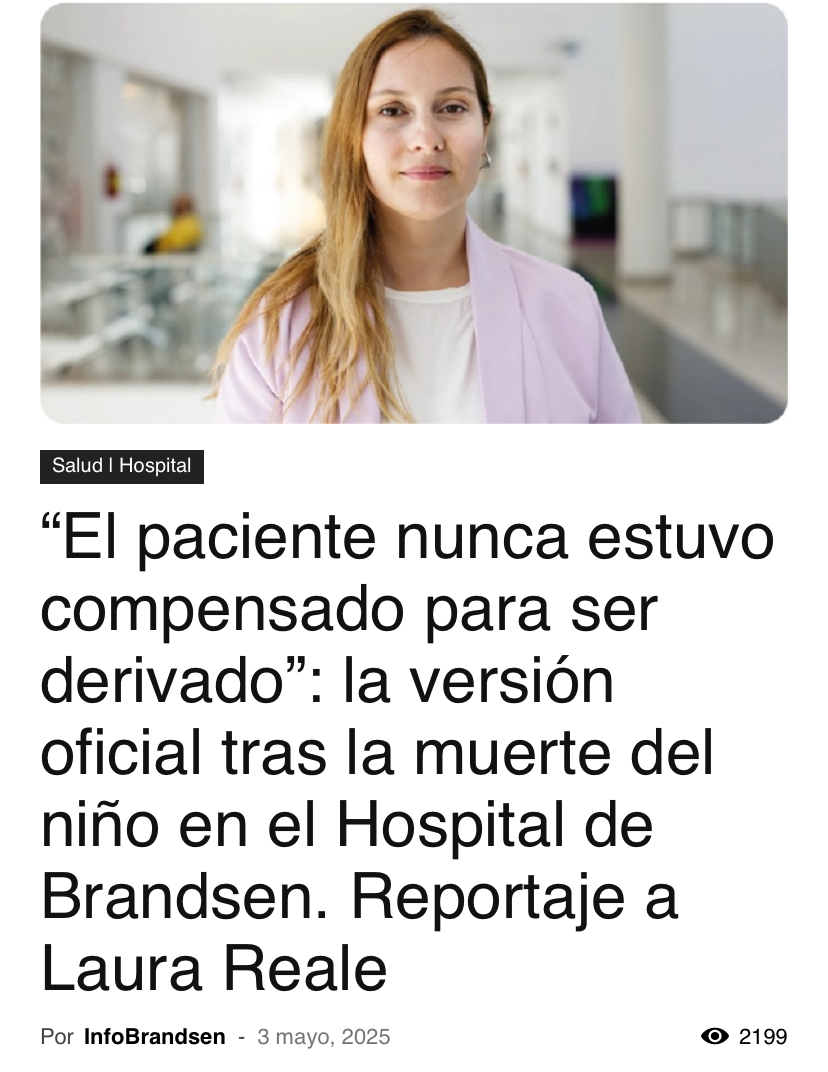 Salud | Hospital
“El paciente nunca estuvo
compensado para ser
derivado”: la versión
oficial tras la muerte del
niño en el Hospital de
Brandsen. Reportaje a
Laura Reale
Por InfoBrandsen - 3 mayo, 2025 2199